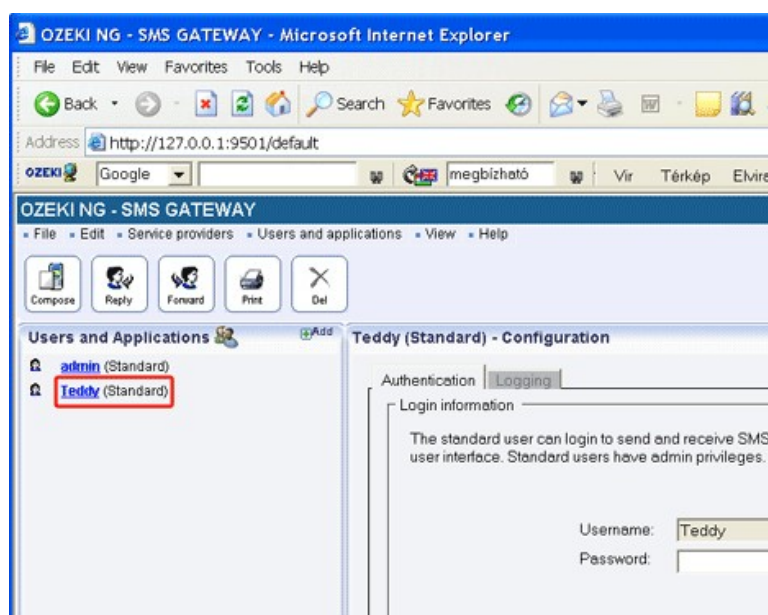 OZEKI NG - SMS GATEWAY - Microsoft Internet Explorer
File Edit View Favorites Tools Help
Back Search Favorites
Address http://127.0.0.1:9501/default
OZEKI Google megbízható Vir Térkép Elvira
OZEKI NG - SMS GATEWAY
File Edit Service providers Users and applications View Help
Compose Reply Forward Print Del
Users and Applications Add
admin (Standard)
Teddy (Standard)
Teddy (Standard) - Configuration
Authentication Logging
Login information
The standard user can login to send and receive SMS
user interface. Standard users have admin privileges.
Username: Teddy
Password: